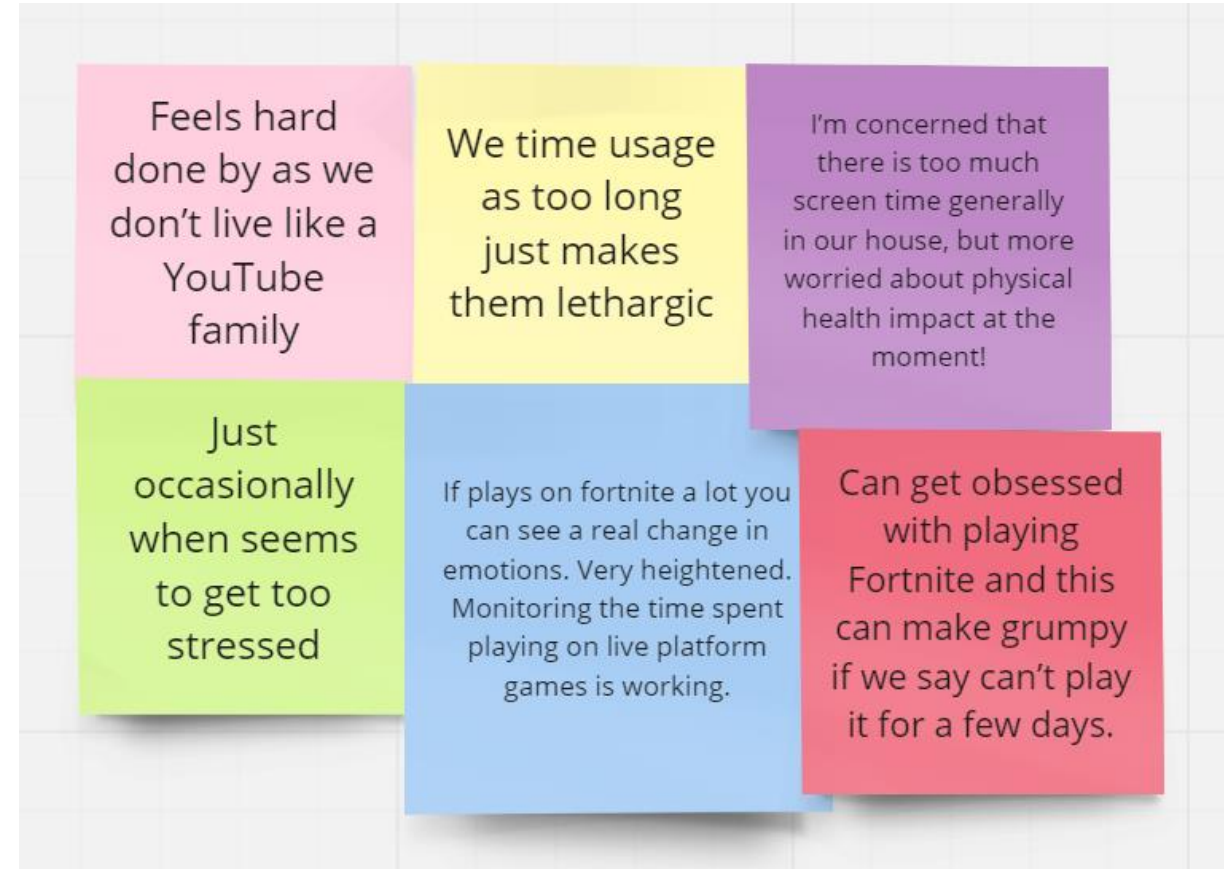 Feels hard
done by as we
don’t live like a
YouTube
family
We time usage
as too long
just makes
them lethargic
I’m concerned that
there is too much
screen time generally
in our house, but more
worried about physical
health impact at the
moment!
Just
occasionally
when seems
to get too
stressed
If plays on fortnite a lot you
can see a real change in
emotions. Very heightened.
Monitoring the time spent
playing on live platform
games is working.
Can get obsessed
with playing
Fortnite and this
can make grumpy
if we say can’t play
it for a few days.